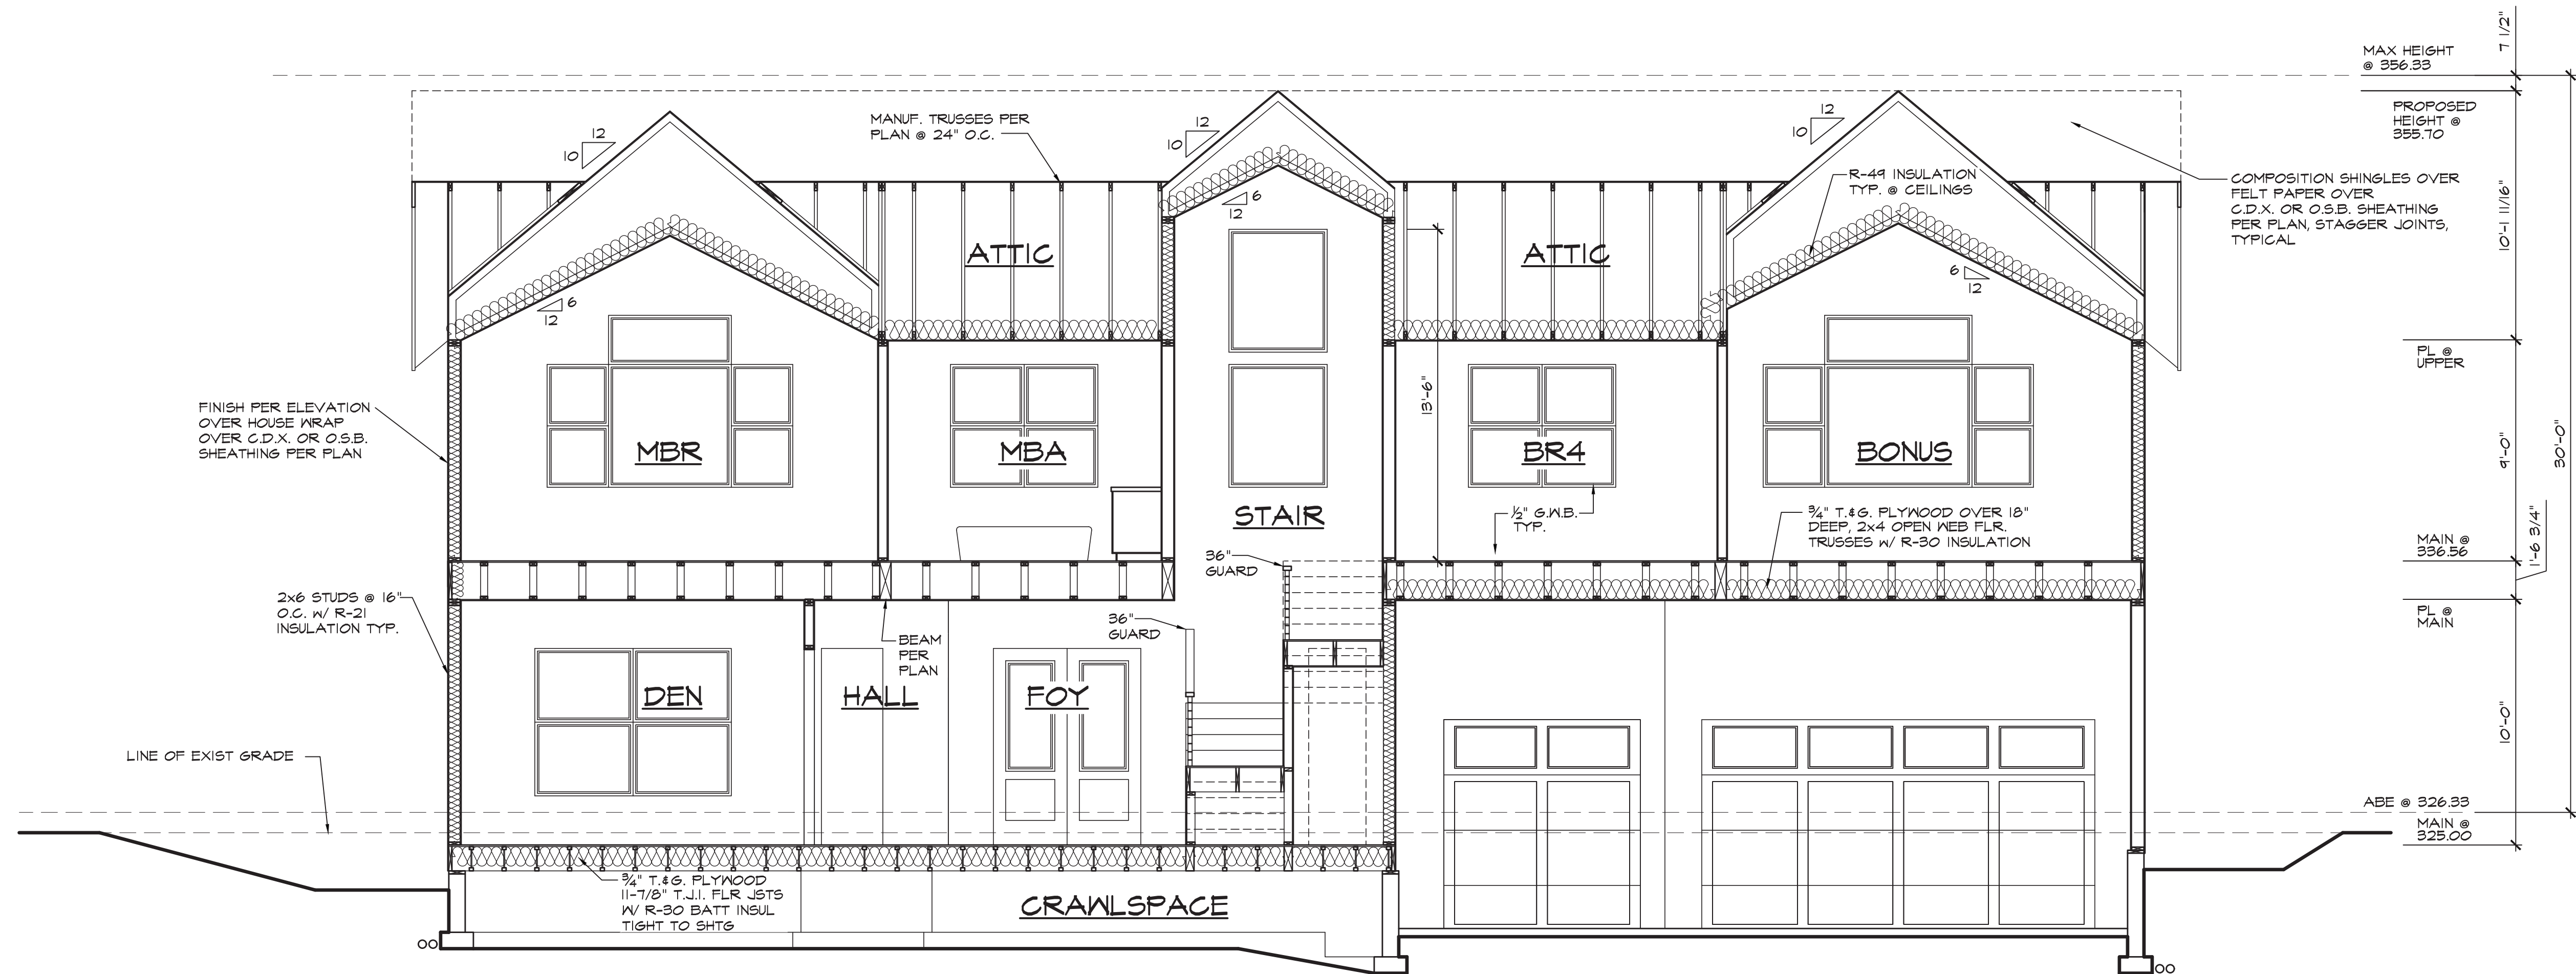 7 1/2"
MAX HEIGHT
@ 356.33
PROPOSED
HEIGHT @
355.70
12
10
MANUF. TRUSSES PER
PLAN @ 24" O.C.
12
10
12
10
R-49 INSULATION
TYP. @ CEILINGS
COMPOSITION SHINGLES OVER
FELT PAPER OVER
C.D.X. OR O.S.B. SHEATHING
PER PLAN, STAGGER JOINTS,
TYPICAL
10'-1 11/16"
ATTIC
6
12
ATTIC
6
12
6
12
PL @
UPPER
13'-6"
FINISH PER ELEVATION
OVER HOUSE WRAP
OVER C.D.X. OR O.S.B.
SHEATHING PER PLAN
MBR
MBA
BR4
BONUS
9'-0"
30'-0"
STAIR
1/2" G.W.B.
TYP.
3/4" T.&G. PLYWOOD OVER 18"
DEEP, 2x4 OPEN WEB FLR.
TRUSSES W/ R-30 INSULATION
MAIN @
336.56
1'-6 3/4"
36"
GUARD
2x6 STUDS @ 16"
O.C. W/ R-21
INSULATION TYP.
36"
GUARD
BEAM
PER
PLAN
PL @
MAIN
DEN
HALL
FOY
10'-0"
LINE OF EXIST GRADE
ABE @ 326.33
MAIN @
325.00
3/4" T.&G. PLYWOOD
11-7/8" T.J.I. FLR JSTS
W/ R-30 BATT INSUL
TIGHT TO SHTG
CRAWLSPACE